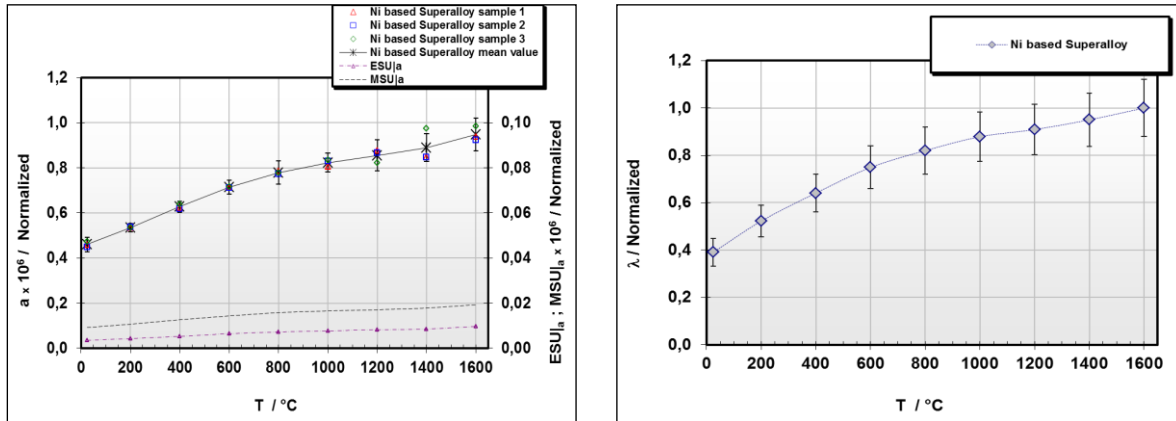 Ni based Superalloy sample 1
Ni based Superalloy sample 2
Ni based Superalloy sample 3
Ni based Superalloy mean value
ESU|a
MSU|a
1,2
1,0
0,8
0,6
0,4
0,2
0,0
a x 10⁶ / Normalized
0,10
0,08
0,06
0,04
0,02
0,00
ESU|a ; MSU|a x 10⁶ / Normalized
0 200 400 600 800 1000 1200 1400 1600
T / °C
Ni based Superalloy
1,2
1,0
0,8
0,6
0,4
0,2
0,0
λ / Normalized
0 200 400 600 800 1000 1200 1400 1600
T / °C